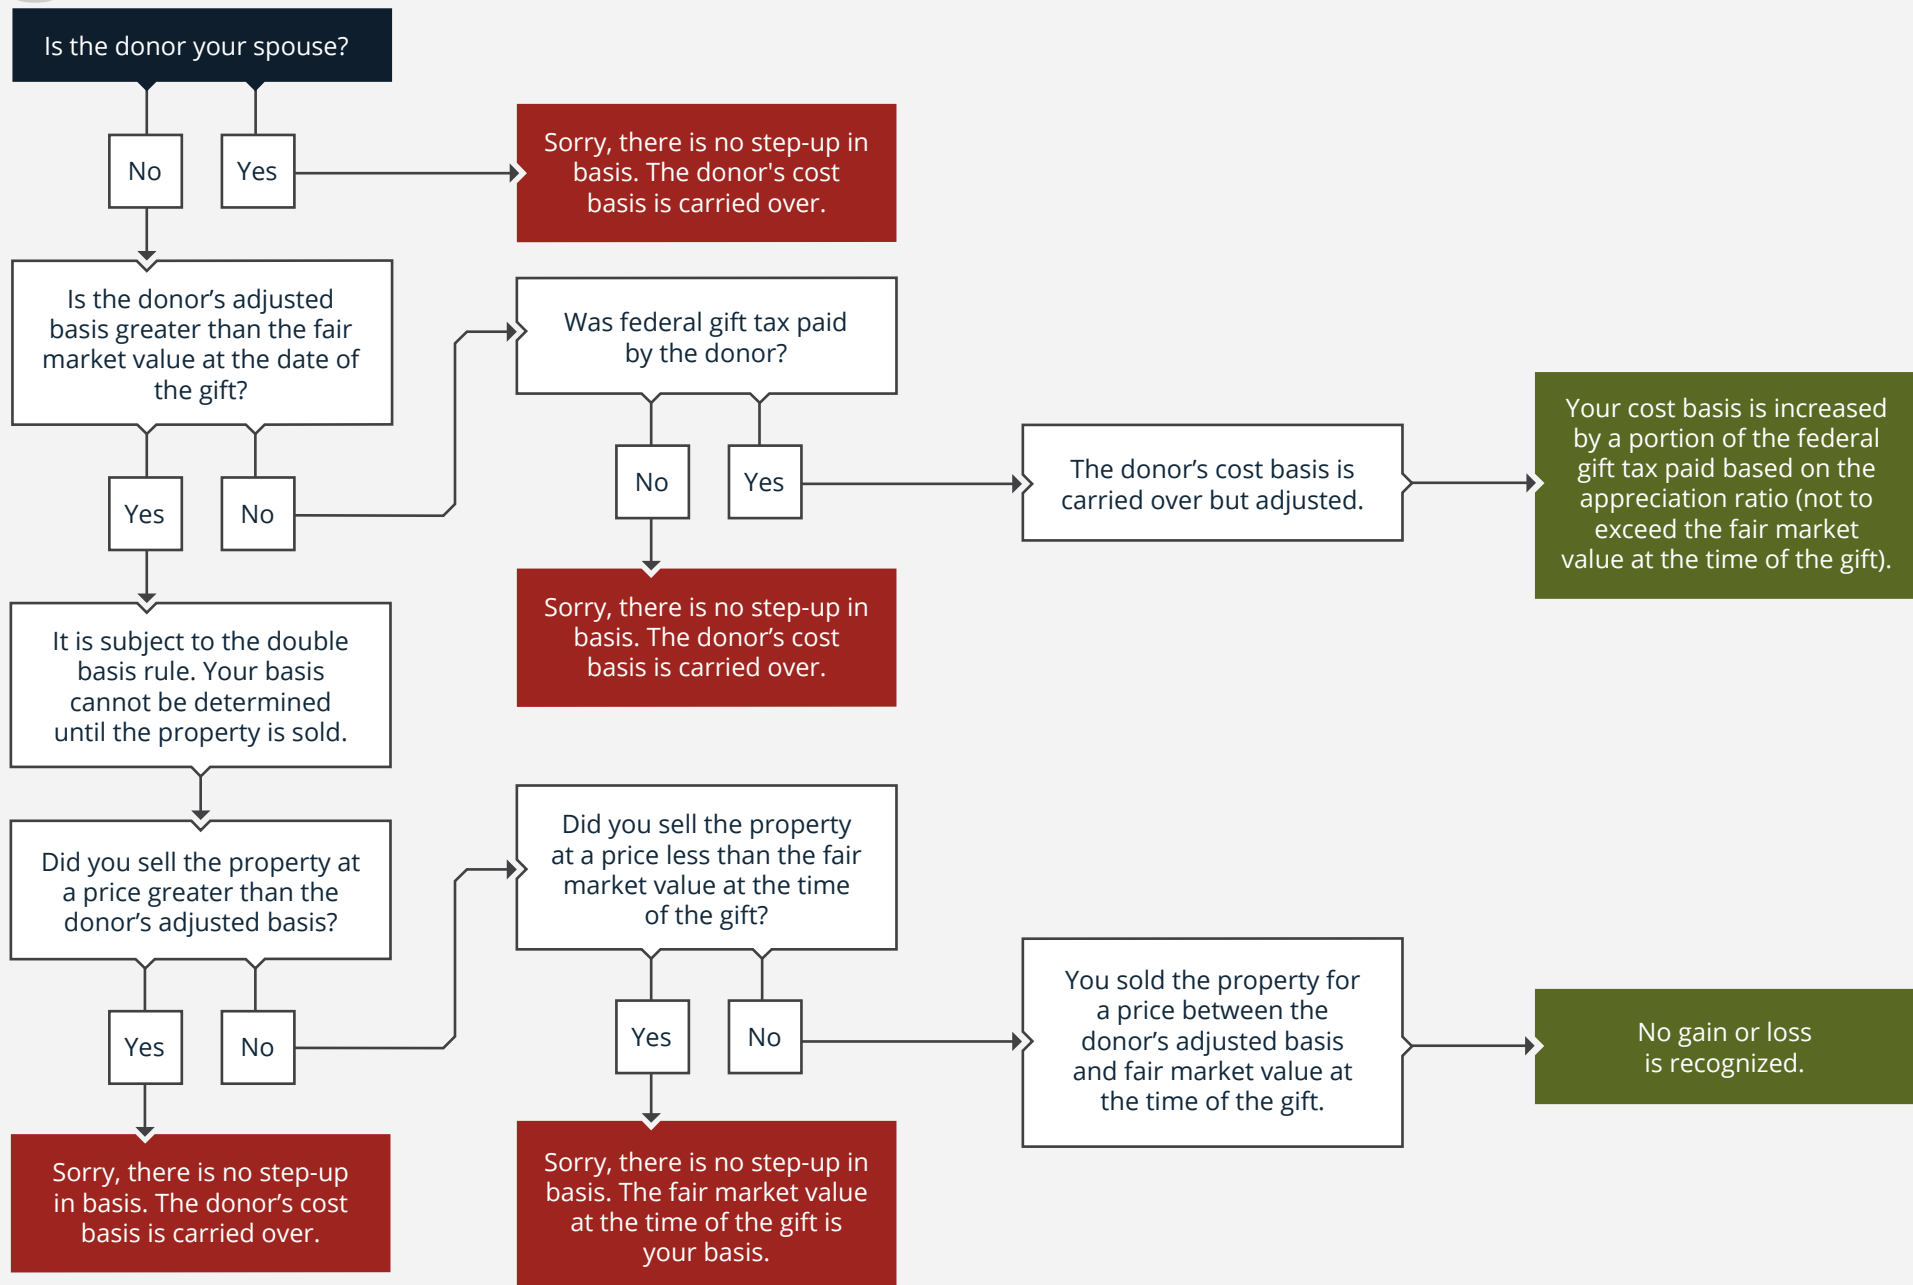 Is the donor your spouse?
No
Yes
Sorry, there is no step-up in
basis. The donor's cost
basis is carried over.
Is the donor’s adjusted
basis greater than the fair
market value at the date of
the gift?
Yes
No
Was federal gift tax paid
by the donor?
No
Yes
The donor’s cost basis is
carried over but adjusted.
Your cost basis is increased
by a portion of the federal
gift tax paid based on the
appreciation ratio (not to
exceed the fair market
value at the time of the gift).
Sorry, there is no step-up in
basis. The donor’s cost
basis is carried over.
It is subject to the double
basis rule. Your basis
cannot be determined
until the property is sold.
Did you sell the property at
a price greater than the
donor’s adjusted basis?
Yes
No
Did you sell the property
at a price less than the fair
market value at the time
of the gift?
Yes
No
You sold the property for
a price between the
donor’s adjusted basis
and fair market value at
the time of the gift.
No gain or loss
is recognized.
Sorry, there is no step-up
in basis. The donor’s cost
basis is carried over.
Sorry, there is no step-up in
basis. The fair market value
at the time of the gift is
your basis.